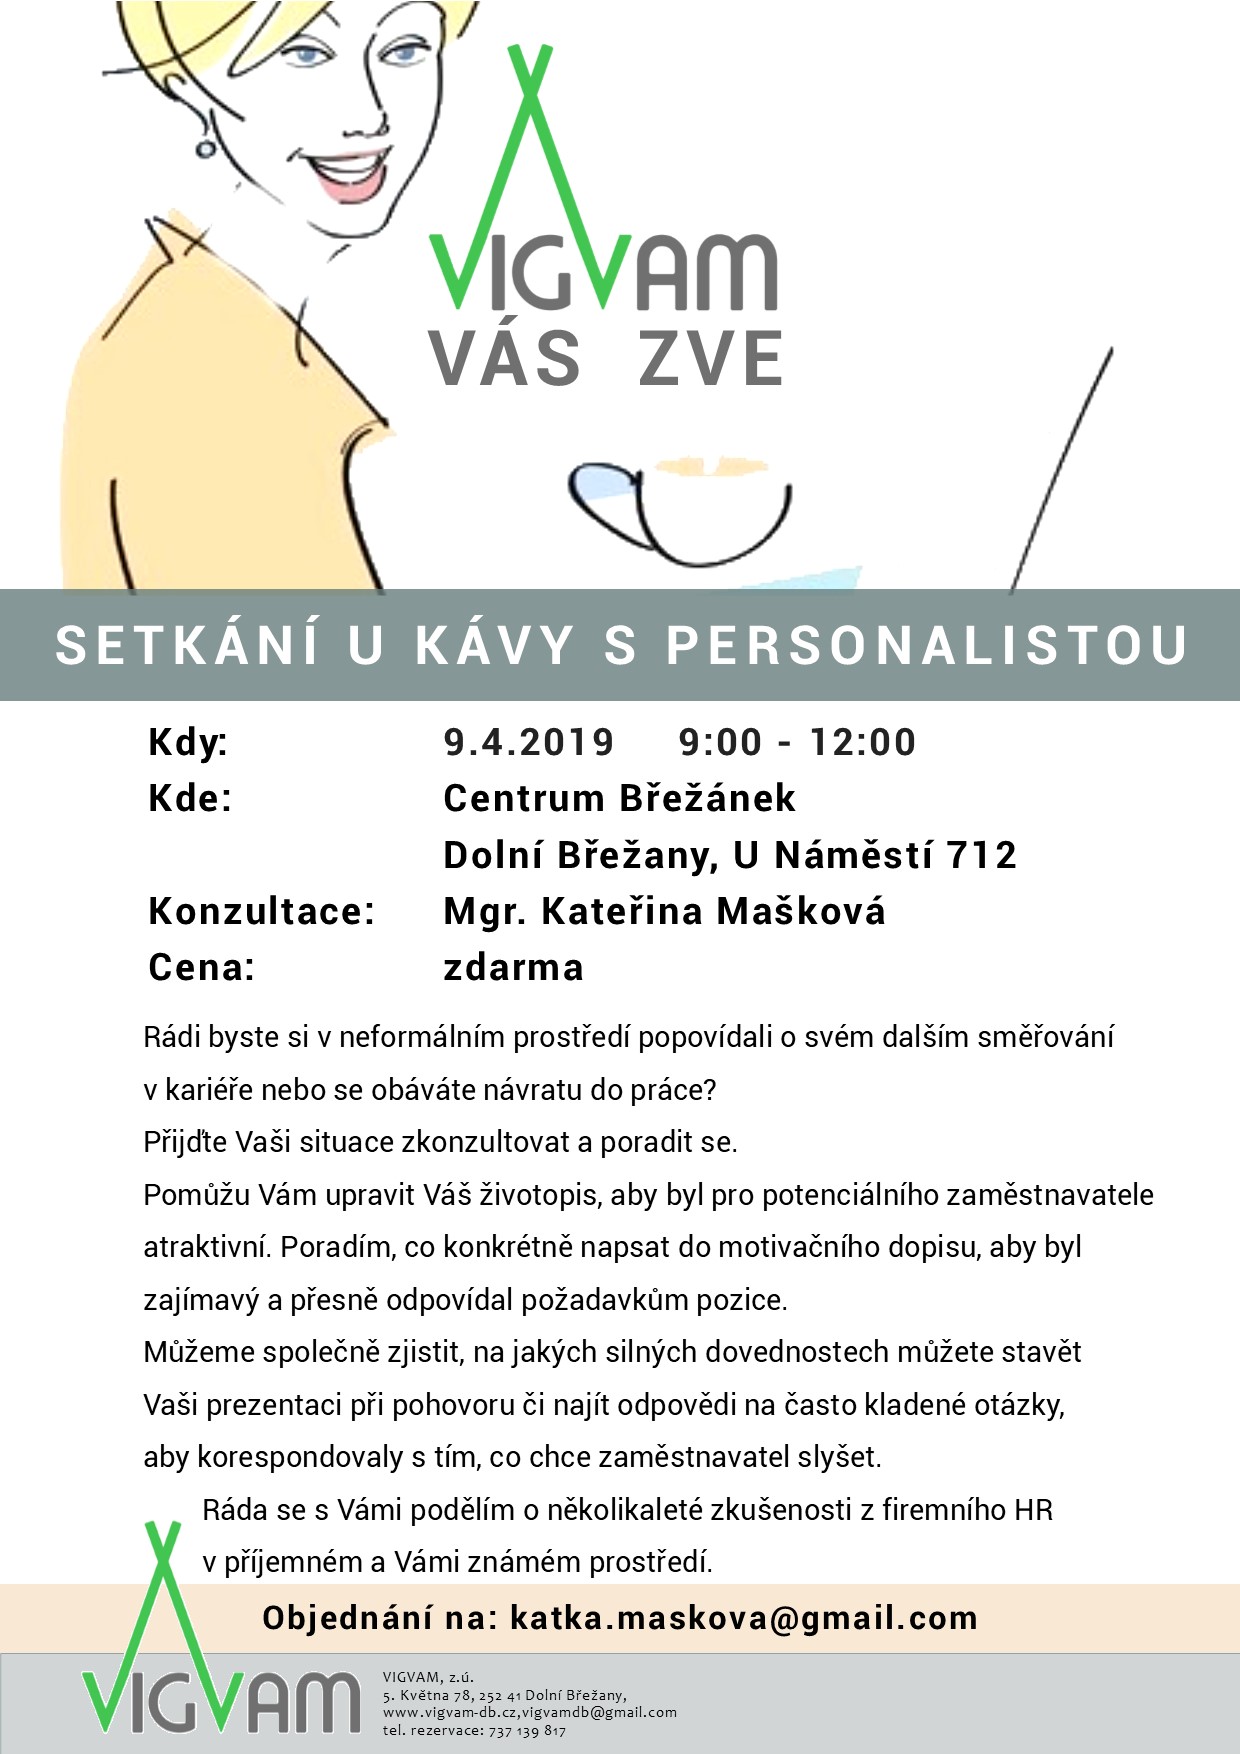 VIGVAM
VÁS ZVE
SETKÁNÍ U KÁVY S PERSONALISTOU
Kdy: 9.4.2019 9:00 - 12:00
Kde: Centrum Břežánek
Dolní Břežany, U Náměstí 712
Konzultace: Mgr. Kateřina Mašková
Cena: zdarma
Rádi byste si v neformálním prostředí popovídali o svém dalším směřování
v kariéře nebo se obáváte návratu do práce?
Přijďte Vaši situace zkonzultovat a poradit se.
Pomůžu Vám upravit Váš životopis, aby byl pro potenciálního zaměstnavatele
atraktivní. Poradím, co konkrétně napsat do motivačního dopisu, aby byl
zajímavý a přesně odpovídal požadavkům pozice.
Můžeme společně zjistit, na jakých silných dovednostech můžete stavět
Vaši prezentaci při pohovoru či najít odpovědi na často kladené otázky,
aby korespondovaly s tím, co chce zaměstnavatel slyšet.
Ráda se s Vámi podělím o několikaleté zkušenosti z firemního HR
v příjemném a Vámi známém prostředí.
Objednání na: katka.maskova@gmail.com
VIGVAM
VIGVAM, z.ú.
5. Května 78, 252 41 Dolní Břežany,
www.vigvam-db.cz,vigvamdb@gmail.com
tel. rezervace: 737 139 817